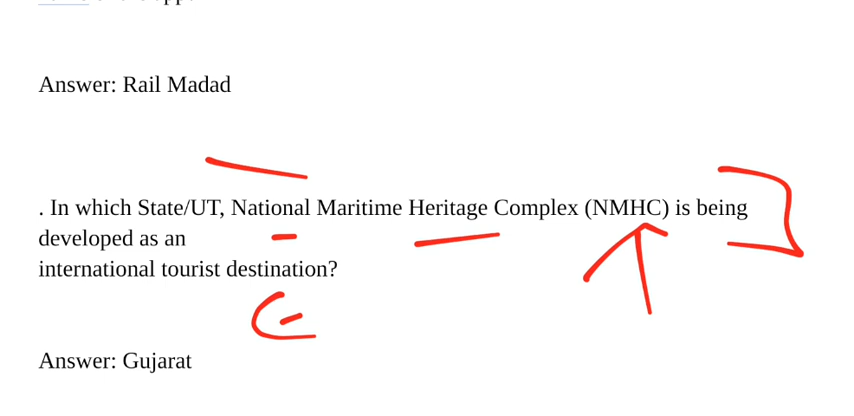 Answer: Rail Madad
. In which State/UT, National Maritime Heritage Complex (NMHC) is being
developed as an
international tourist destination?
Answer: Gujarat